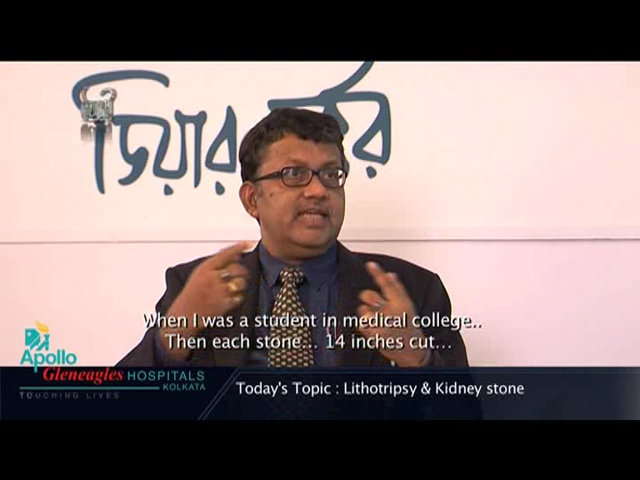 ডিয়ার
When I was a student in medical college..
Then each stone... 14 inches cut...
Apollo
Gleneagles HOSPITALS
KOLKATA
TOUCHING LIVES
Today's Topic : Lithotripsy & Kidney stone